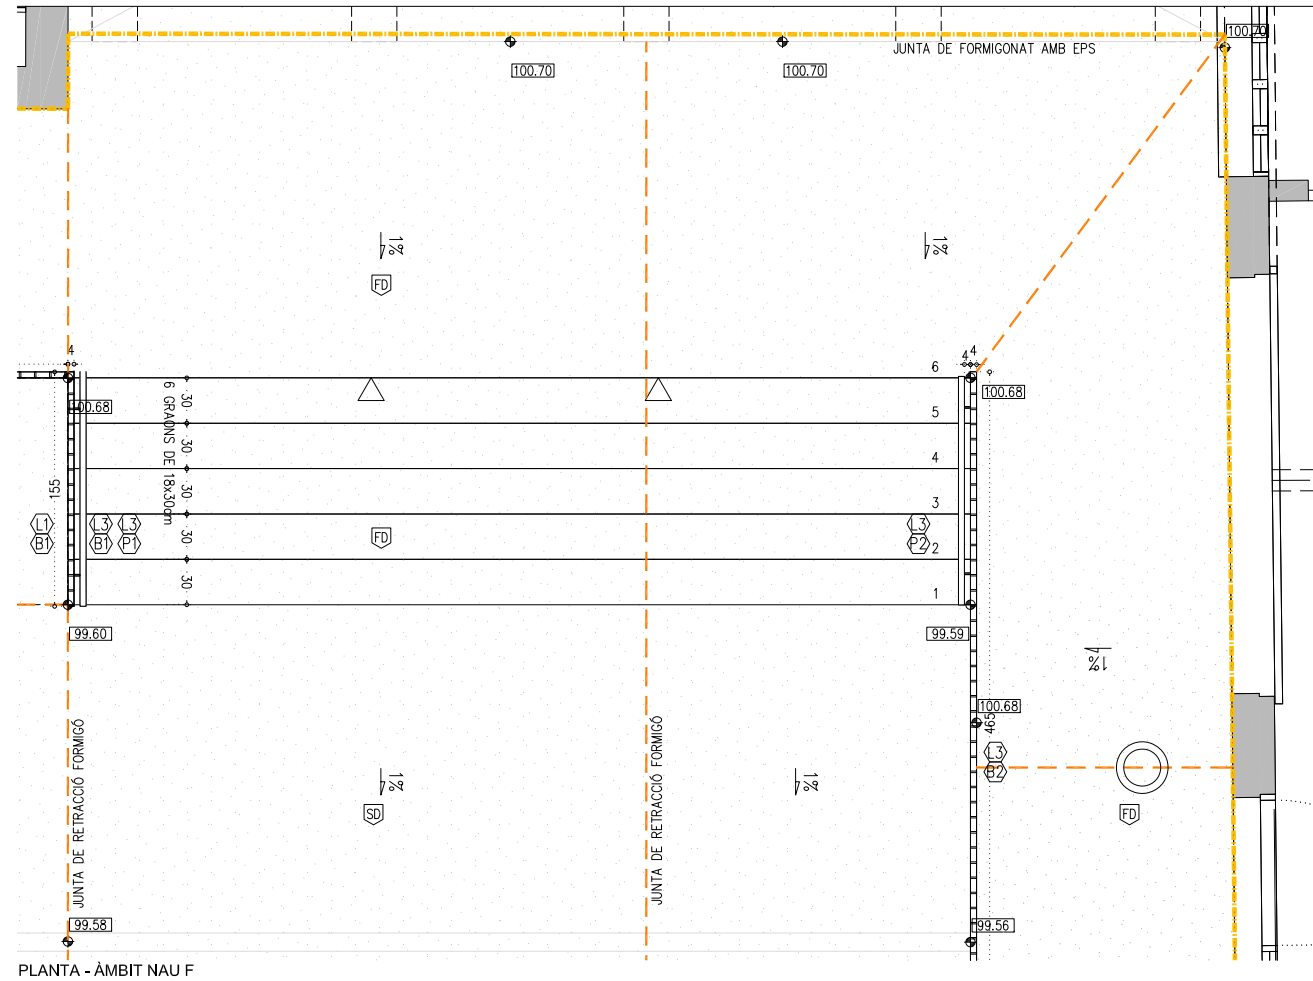 100.70
JUNTA DE FORMIGONAT AMB EPS
100.70
100.70
1%
1%
FD
4
4
4
6
100.68
100.68
6 GRAONS DE 18x30cm
30
30
30
30
30
5
4
3
2
1
155
L1
B1
L3
B1
L3
P1
FD
L3
P2
99.60
99.59
1%
100.68
465
L3
B2
JUNTA DE RETRACCIÓ FORMIGÓ
JUNTA DE RETRACCIÓ FORMIGÓ
1%
1%
SD
FD
99.58
99.56
PLANTA - ÀMBIT NAU F